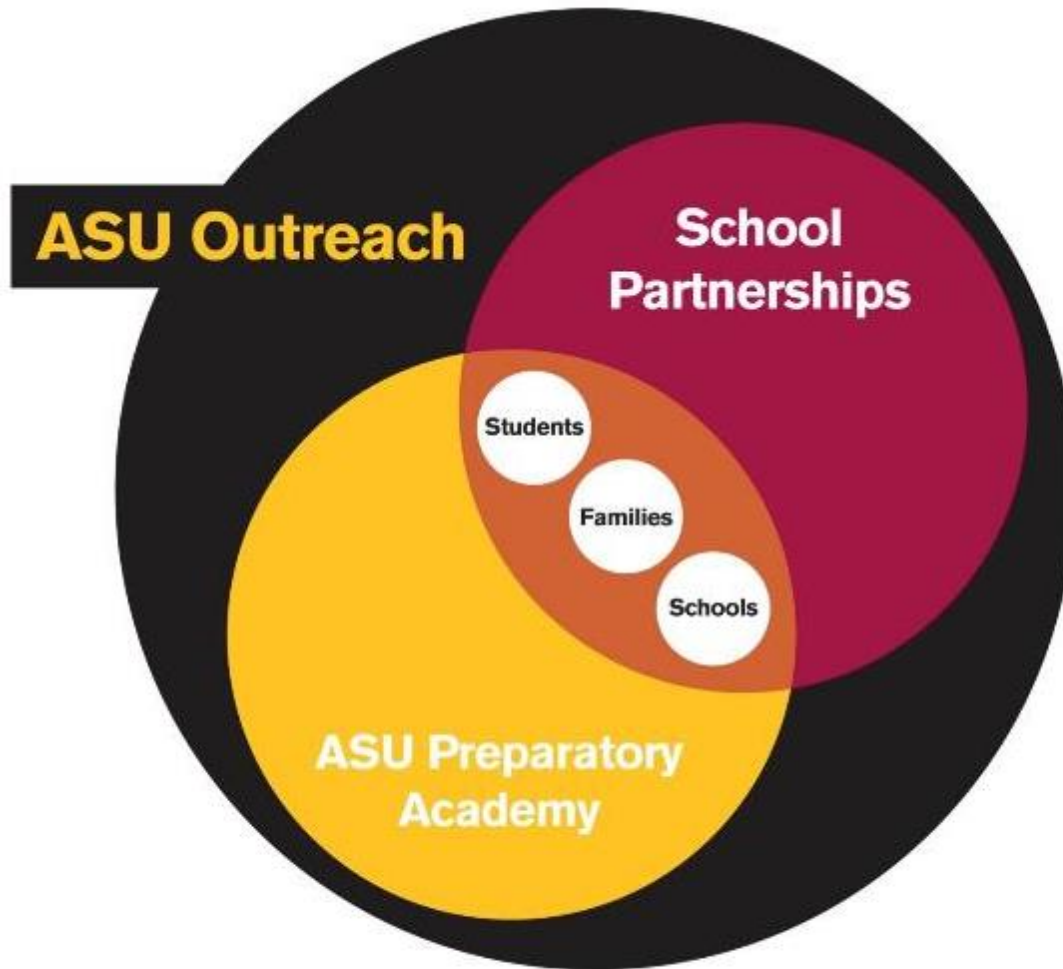 ASU Outreach
School
Partnerships
Students
Families
Schools
ASU Preparatory
Academy